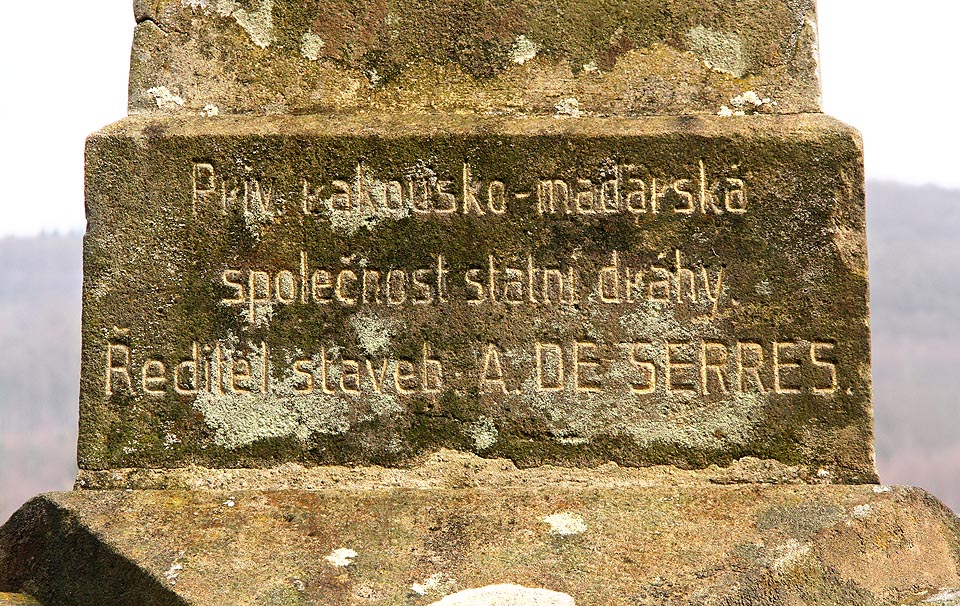 Priv. rakousko-maďarská
společnost státní dráhy.
Ředitel staveb A. DE SERRES.